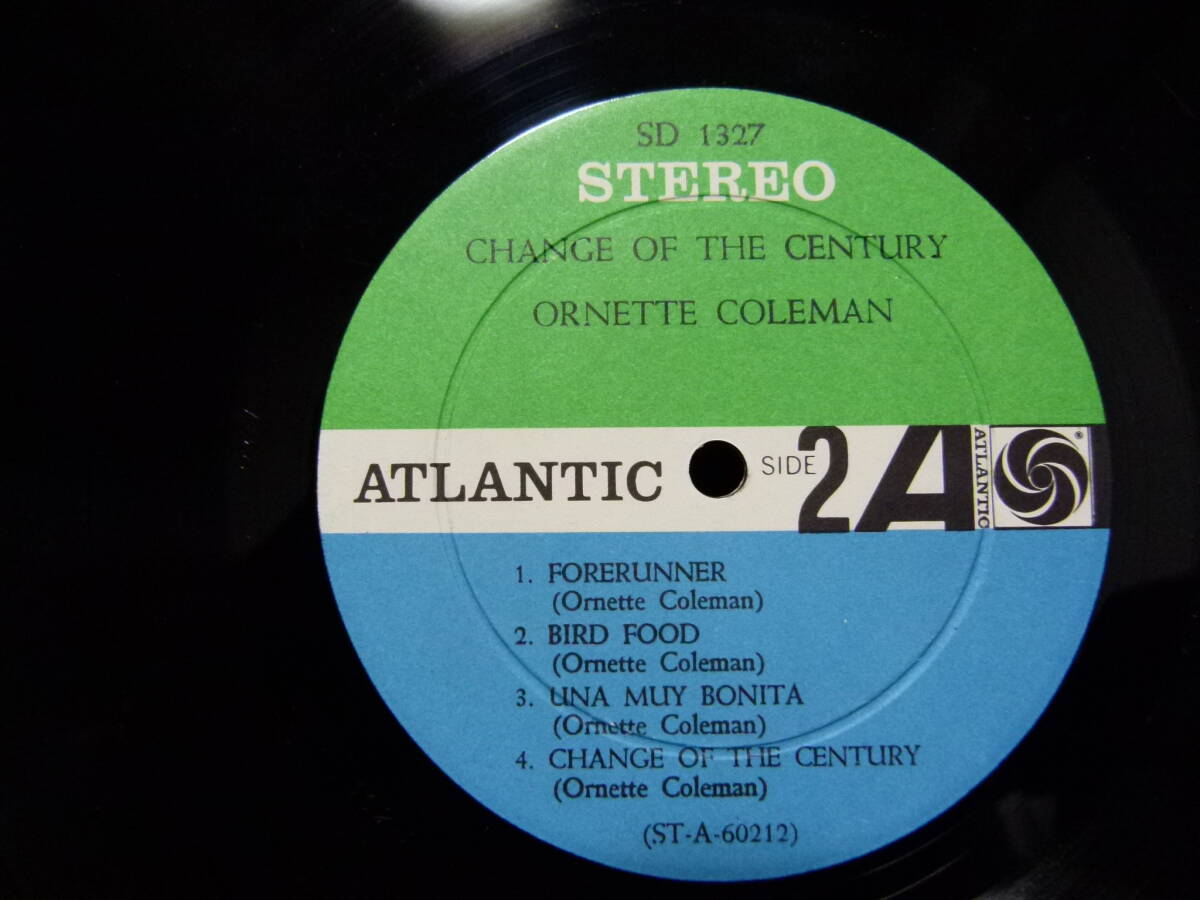 SD 1327
STEREO
CHANGE OF THE CENTURY
ORNETTE COLEMAN
ATLANTIC
SIDE 2
A
ATLANTIC
®
1. FORERUNNER
(Ornette Coleman)
2. BIRD FOOD
(Ornette Coleman)
3. UNA MUY BONITA
(Ornette Coleman)
4. CHANGE OF THE CENTURY
(Ornette Coleman)
(ST-A-60212)